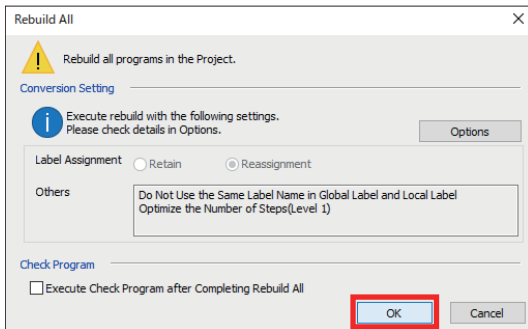 Rebuild All
Rebuild all programs in the Project.
Conversion Setting
Execute rebuild with the following settings.
Please check details in Options.
Options
Label Assignment
Retain
Reassignment
Others
Do Not Use the Same Label Name in Global Label and Local Label
Optimize the Number of Steps(Level 1)
Check Program
Execute Check Program after Completing Rebuild All
OK
Cancel